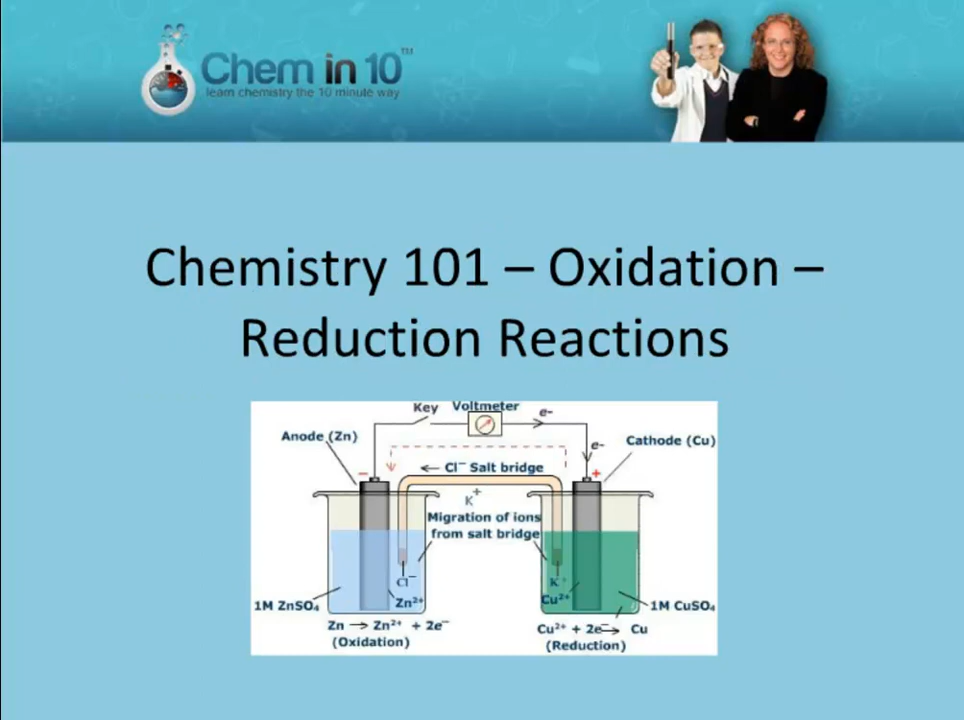 Chem in 10™
learn chemistry the 10 minute way
Chemistry 101 – Oxidation –
Reduction Reactions
Key
Voltmeter
e-
Anode (Zn)
e-
Cathode (Cu)
−
+
← Cl⁻ Salt bridge
K⁺
Migration of ions
from salt bridge
Cl⁻
K⁺
Zn²⁺
Cu²⁺
1M ZnSO₄
1M CuSO₄
Zn → Zn²⁺ + 2e⁻
(Oxidation)
Cu²⁺ + 2e⁻→ Cu
(Reduction)